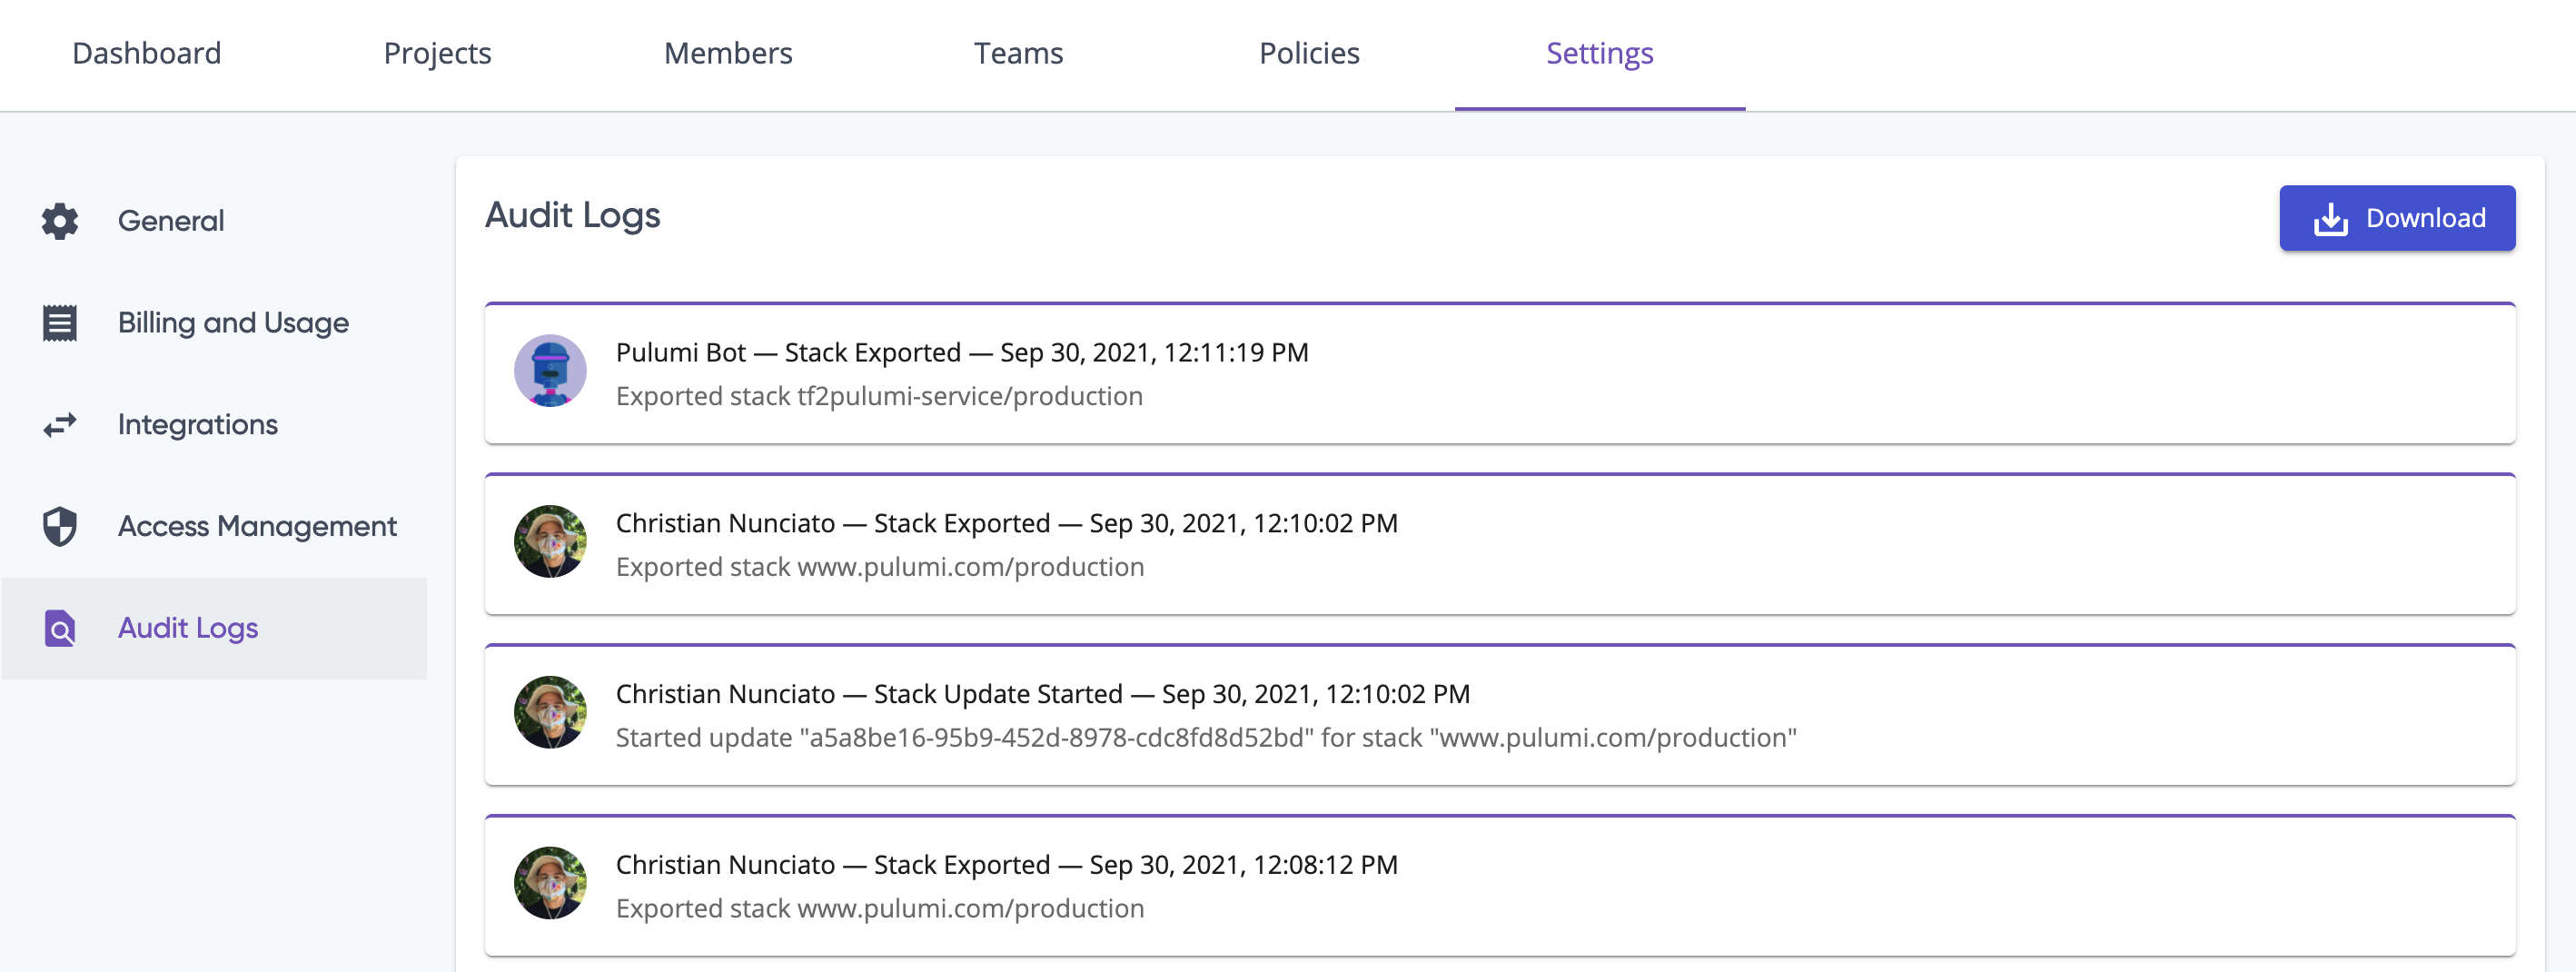 Dashboard
Projects
Members
Teams
Policies
Settings
General
Billing and Usage
Integrations
Access Management
Audit Logs
Audit Logs
Download
Pulumi Bot — Stack Exported — Sep 30, 2021, 12:11:19 PM
Exported stack tf2pulumi-service/production
Christian Nunciato — Stack Exported — Sep 30, 2021, 12:10:02 PM
Exported stack www.pulumi.com/production
Christian Nunciato — Stack Update Started — Sep 30, 2021, 12:10:02 PM
Started update "a5a8be16-95b9-452d-8978-cdc8fd8d52bd" for stack "www.pulumi.com/production"
Christian Nunciato — Stack Exported — Sep 30, 2021, 12:08:12 PM
Exported stack www.pulumi.com/production